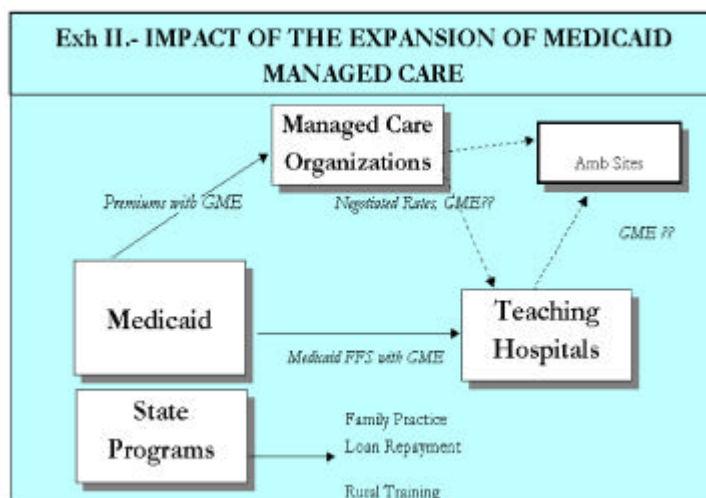 Exh II.- IMPACT OF THE EXPANSION OF MEDICAID
MANAGED CARE
Managed Care
Organizations
Amb Sites
Premiums with GME
Negotiated Rates, GME??
GME ??
Medicaid
Teaching
Hospitals
Medicaid FFS with GME
State
Programs
Family Practice
Loan Repayment
Rural Training